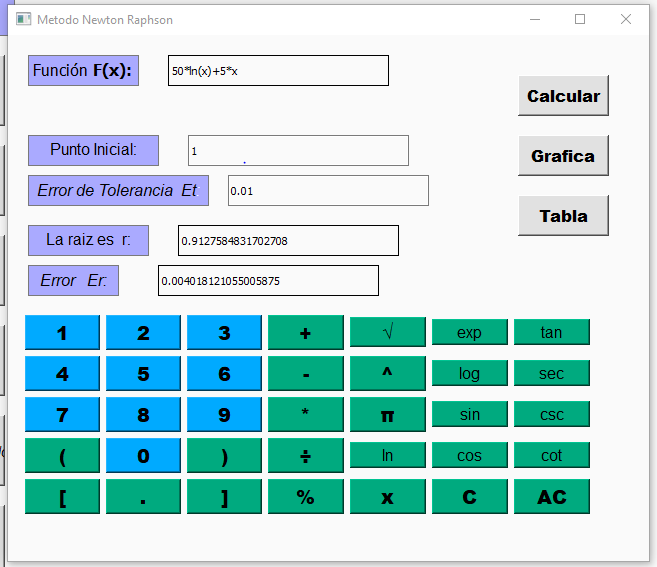 Metodo Newton Raphson
Función F(x):
50*ln(x)+5*x
Calcular
Punto Inicial:
1
Grafica
Error de Tolerancia Et
0.01
Tabla
La raiz es r:
0.9127584831702708
Error Er:
0.004018121055005875
1 2 3 + √ exp tan
4 5 6 - ^ log sec
7 8 9 * π sin csc
( 0 ) ÷ ln cos cot
[ . ] % x C AC